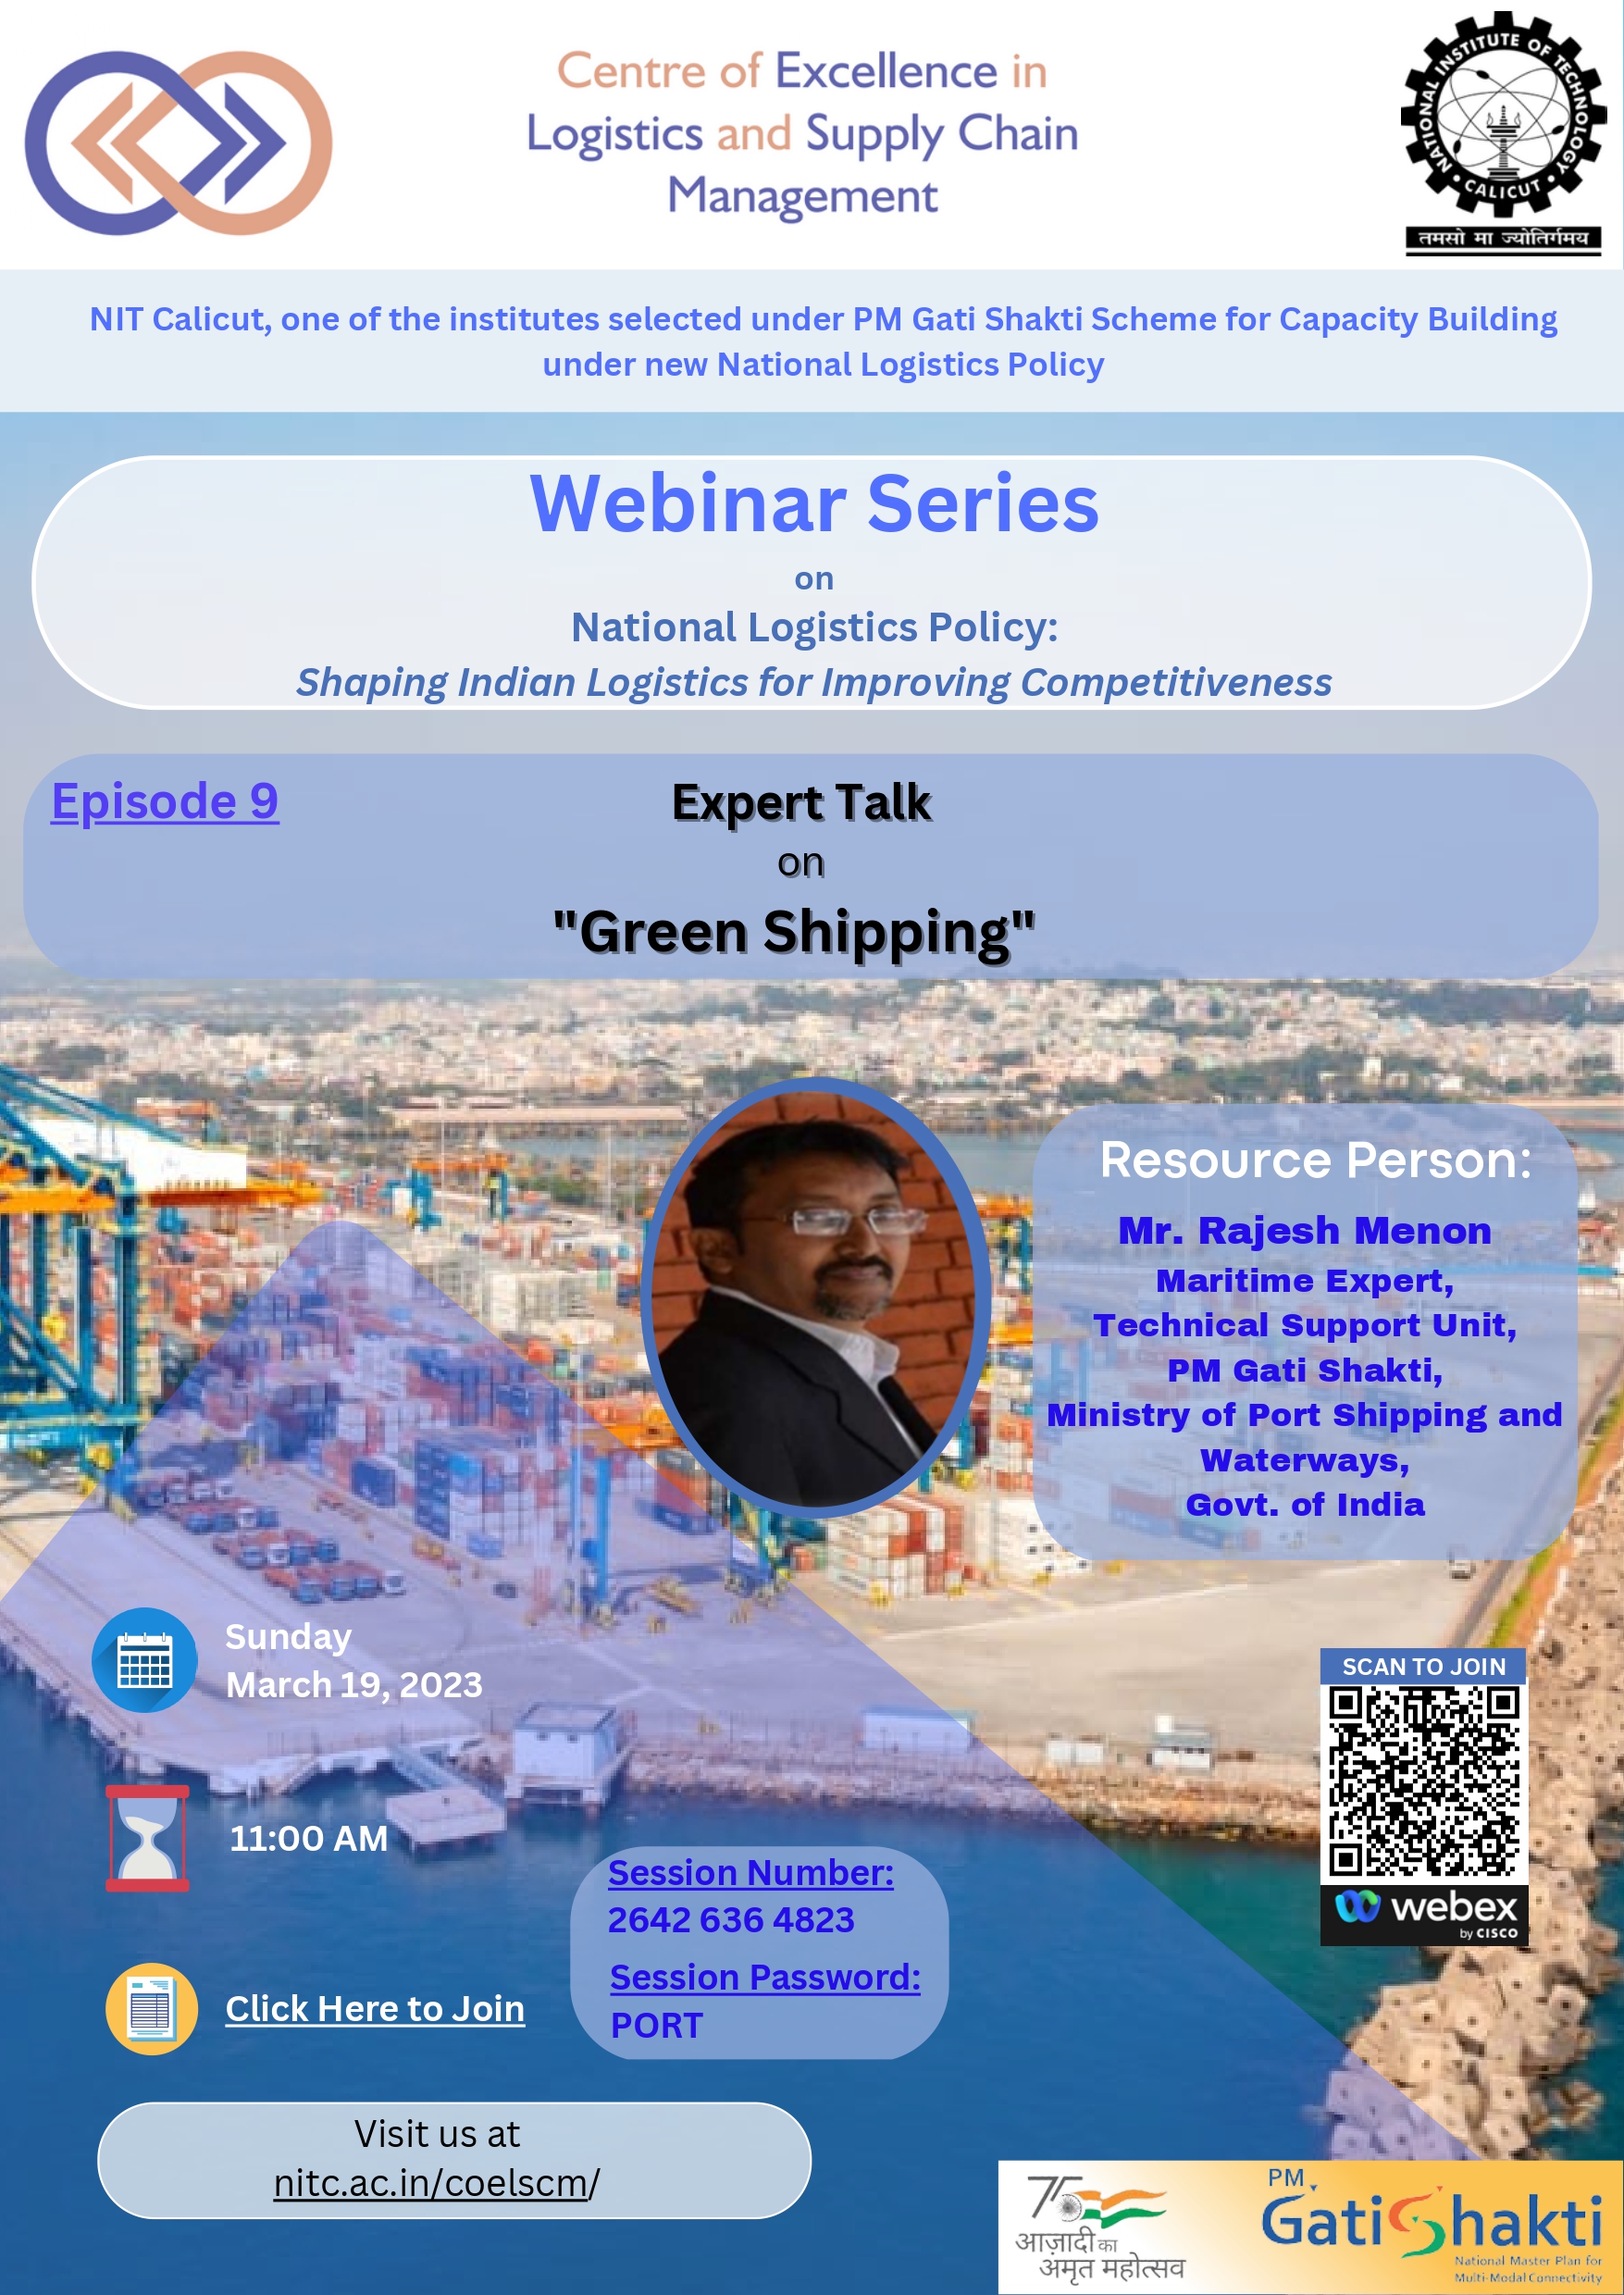 Centre of Excellence in
Logistics and Supply Chain
Management
NATIONAL INSTITUTE OF TECHNOLOGY
• CALICUT •
तमसो मा ज्योतिर्गमय
NIT Calicut, one of the institutes selected under PM Gati Shakti Scheme for Capacity Building
under new National Logistics Policy
Webinar Series
on
National Logistics Policy:
Shaping Indian Logistics for Improving Competitiveness
Episode 9
Expert Talk
on
"Green Shipping"
Resource Person:
Mr. Rajesh Menon
Maritime Expert,
Technical Support Unit,
PM Gati Shakti,
Ministry of Port Shipping and
Waterways,
Govt. of India
Sunday
March 19, 2023
11:00 AM
Click Here to Join
Session Number:
2642 636 4823
Session Password:
PORT
SCAN TO JOIN
webex
by CISCO
Visit us at
nitc.ac.in/coelscm/
75
आज़ादी का
अमृत महोत्सव
PM
GatiShakti
National Master Plan for
Multi-Modal Connectivity